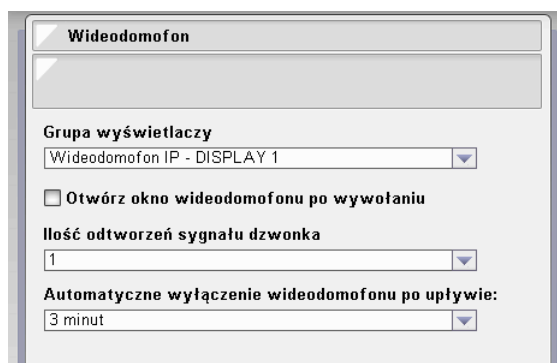 Wideodomofon
Grupa wyświetlaczy
Wideodomofon IP - DISPLAY 1
Otwórz okno wideodomofonu po wywołaniu
Ilość odtworzeń sygnału dzwonka
1
Automatyczne wyłączenie wideodomofonu po upływie:
3 minut